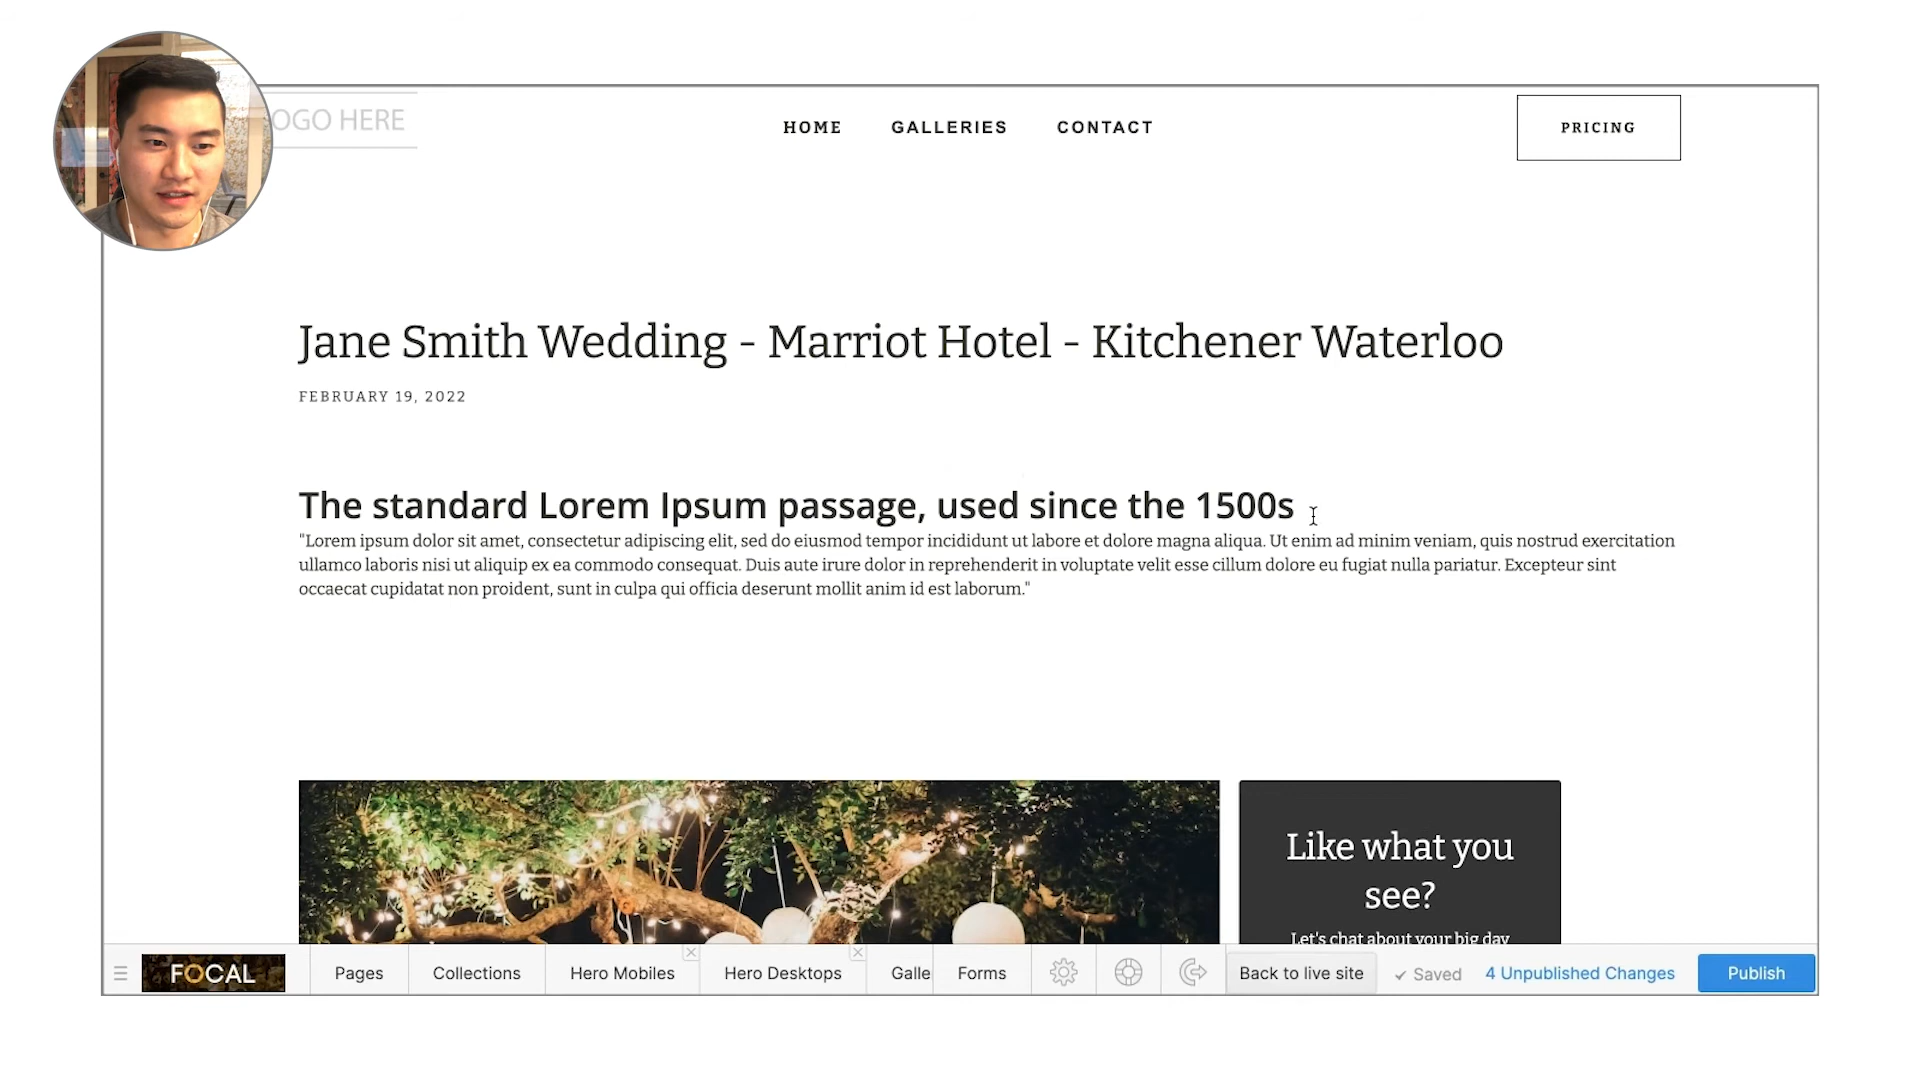 OGO HERE
HOME GALLERIES CONTACT
PRICING
Jane Smith Wedding - Marriot Hotel - Kitchener Waterloo
FEBRUARY 19, 2022
The standard Lorem Ipsum passage, used since the 1500s
"Lorem ipsum dolor sit amet, consectetur adipiscing elit, sed do eiusmod tempor incididunt ut labore et dolore magna aliqua. Ut enim ad minim veniam, quis nostrud exercitation
ullamco laboris nisi ut aliquip ex ea commodo consequat. Duis aute irure dolor in reprehenderit in voluptate velit esse cillum dolore eu fugiat nulla pariatur. Excepteur sint
occaecat cupidatat non proident, sunt in culpa qui officia deserunt mollit anim id est laborum."
Like what you
see?
Let's chat about your big day
FOCAL Pages Collections Hero Mobiles Hero Desktops Galle Forms Back to live site ✓ Saved 4 Unpublished Changes Publish